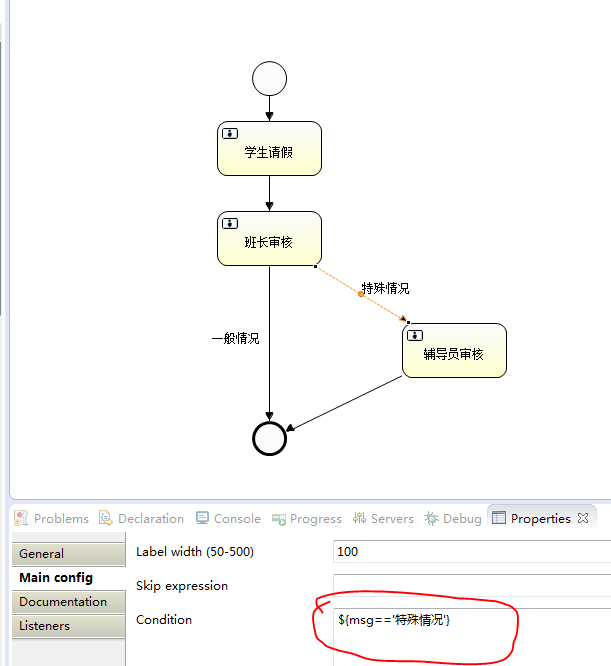 学生请假
班长审核
特殊情况
一般情况
辅导员审核
Problems Declaration Console Progress Servers Debug Properties
General
Main config
Documentation
Listeners
Label width (50-500) 100
Skip expression
Condition ${msg=='特殊情况'}